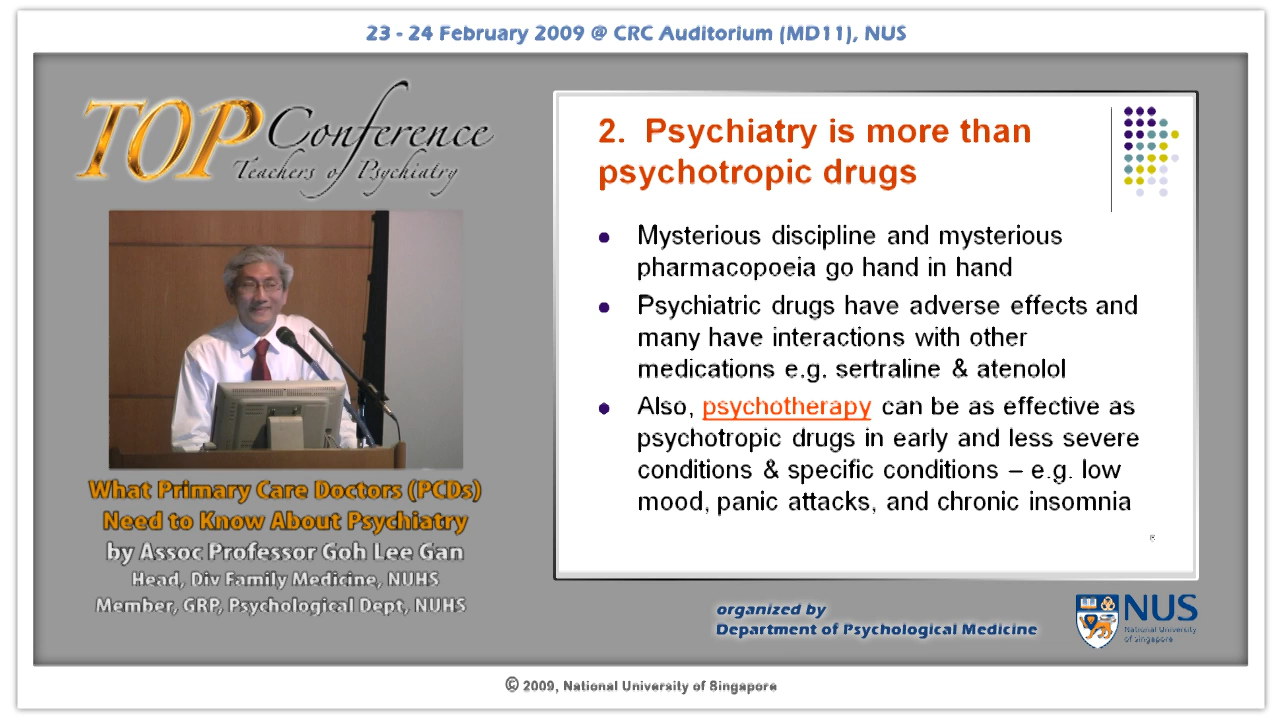 23 - 24 February 2009 @ CRC Auditorium (MD11), NUS
TOP Conference
Teachers of Psychiatry
What Primary Care Doctors (PCDs)
Need to Know About Psychiatry
by Assoc Professor Goh Lee Gan
Head, Div Family Medicine, NUHS
Member, GRP, Psychological Dept, NUHS
2. Psychiatry is more than
psychotropic drugs
Mysterious discipline and mysterious
pharmacopoeia go hand in hand
Psychiatric drugs have adverse effects and
many have interactions with other
medications e.g. sertraline & atenolol
Also, psychotherapy can be as effective as
psychotropic drugs in early and less severe
conditions & specific conditions – e.g. low
mood, panic attacks, and chronic insomnia
organized by
Department of Psychological Medicine
NUS
National University
of Singapore
© 2009, National University of Singapore